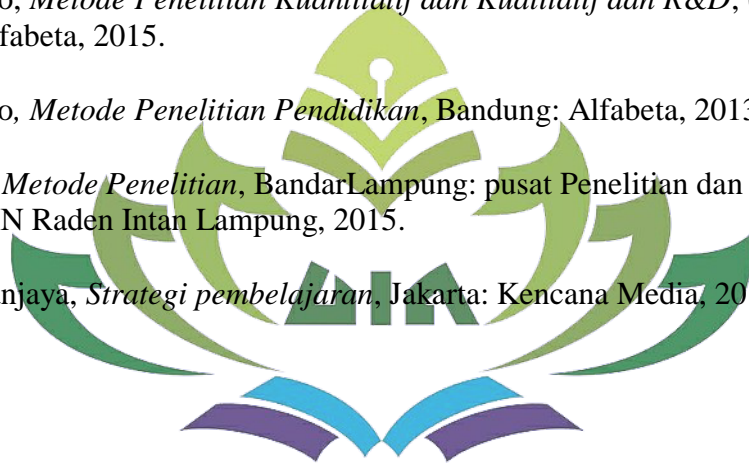 o, Metode Penelitian Kuantitatif dan Kualitatif dan R&D,
fabeta, 2015.
o, Metode Penelitian Pendidikan, Bandung: Alfabeta, 2013
Metode Penelitian, BandarLampung: pusat Penelitian dan
N Raden Intan Lampung, 2015.
njaya, Strategi pembelajaran, Jakarta: Kencana Media, 20